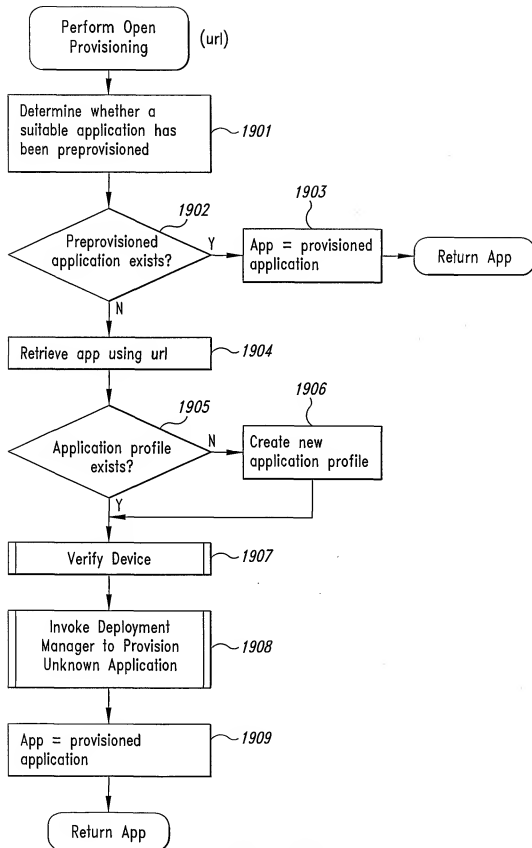 Perform Open
Provisioning
(url)
Determine whether a
suitable application has
been preprovisioned
1901
1902
Preprovisioned
application exists?
Y
N
1903
App = provisioned
application
Return App
Retrieve app using url
1904
1905
Application profile
exists?
N
Y
1906
Create new
application profile
Verify Device
1907
Invoke Deployment
Manager to Provision
Unknown Application
1908
App = provisioned
application
1909
Return App